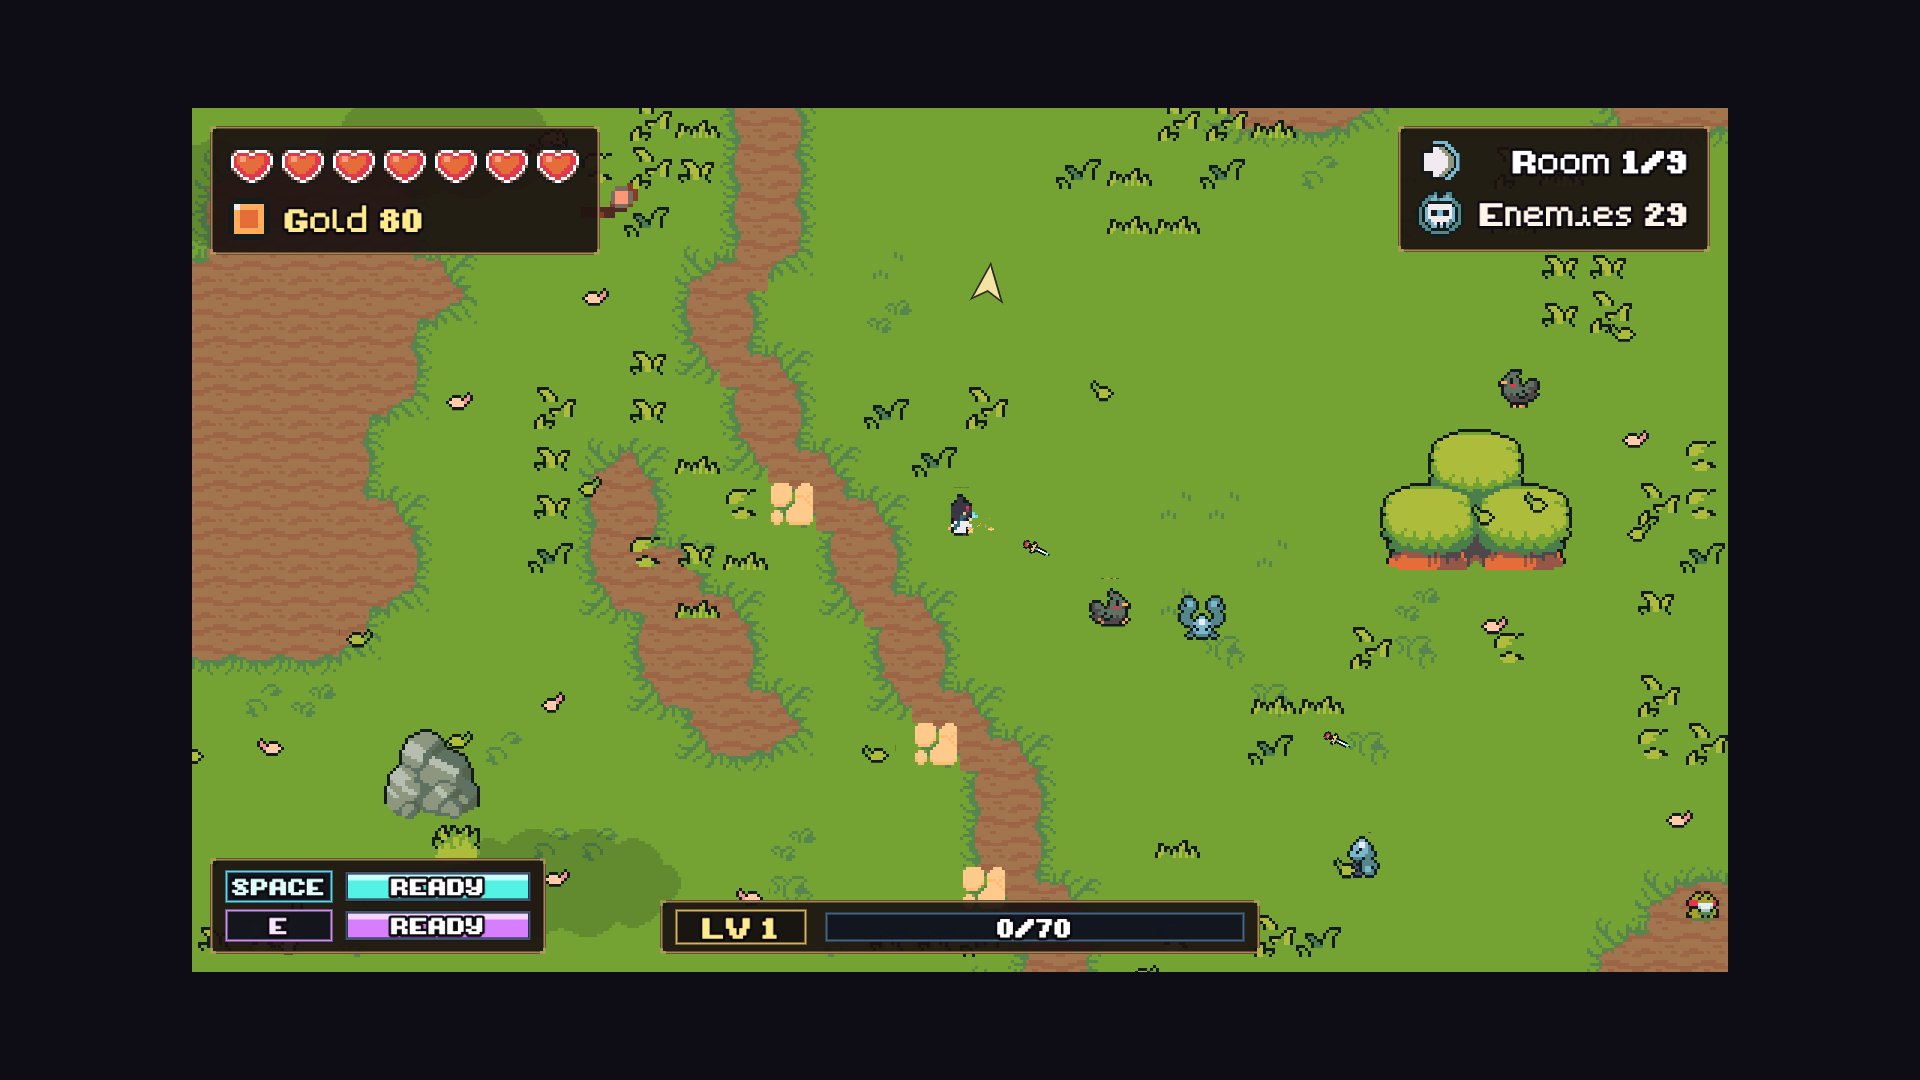 Gold 80
Room 1/9
Enemies 29
SPACE READY
E READY
LV 1 0/70